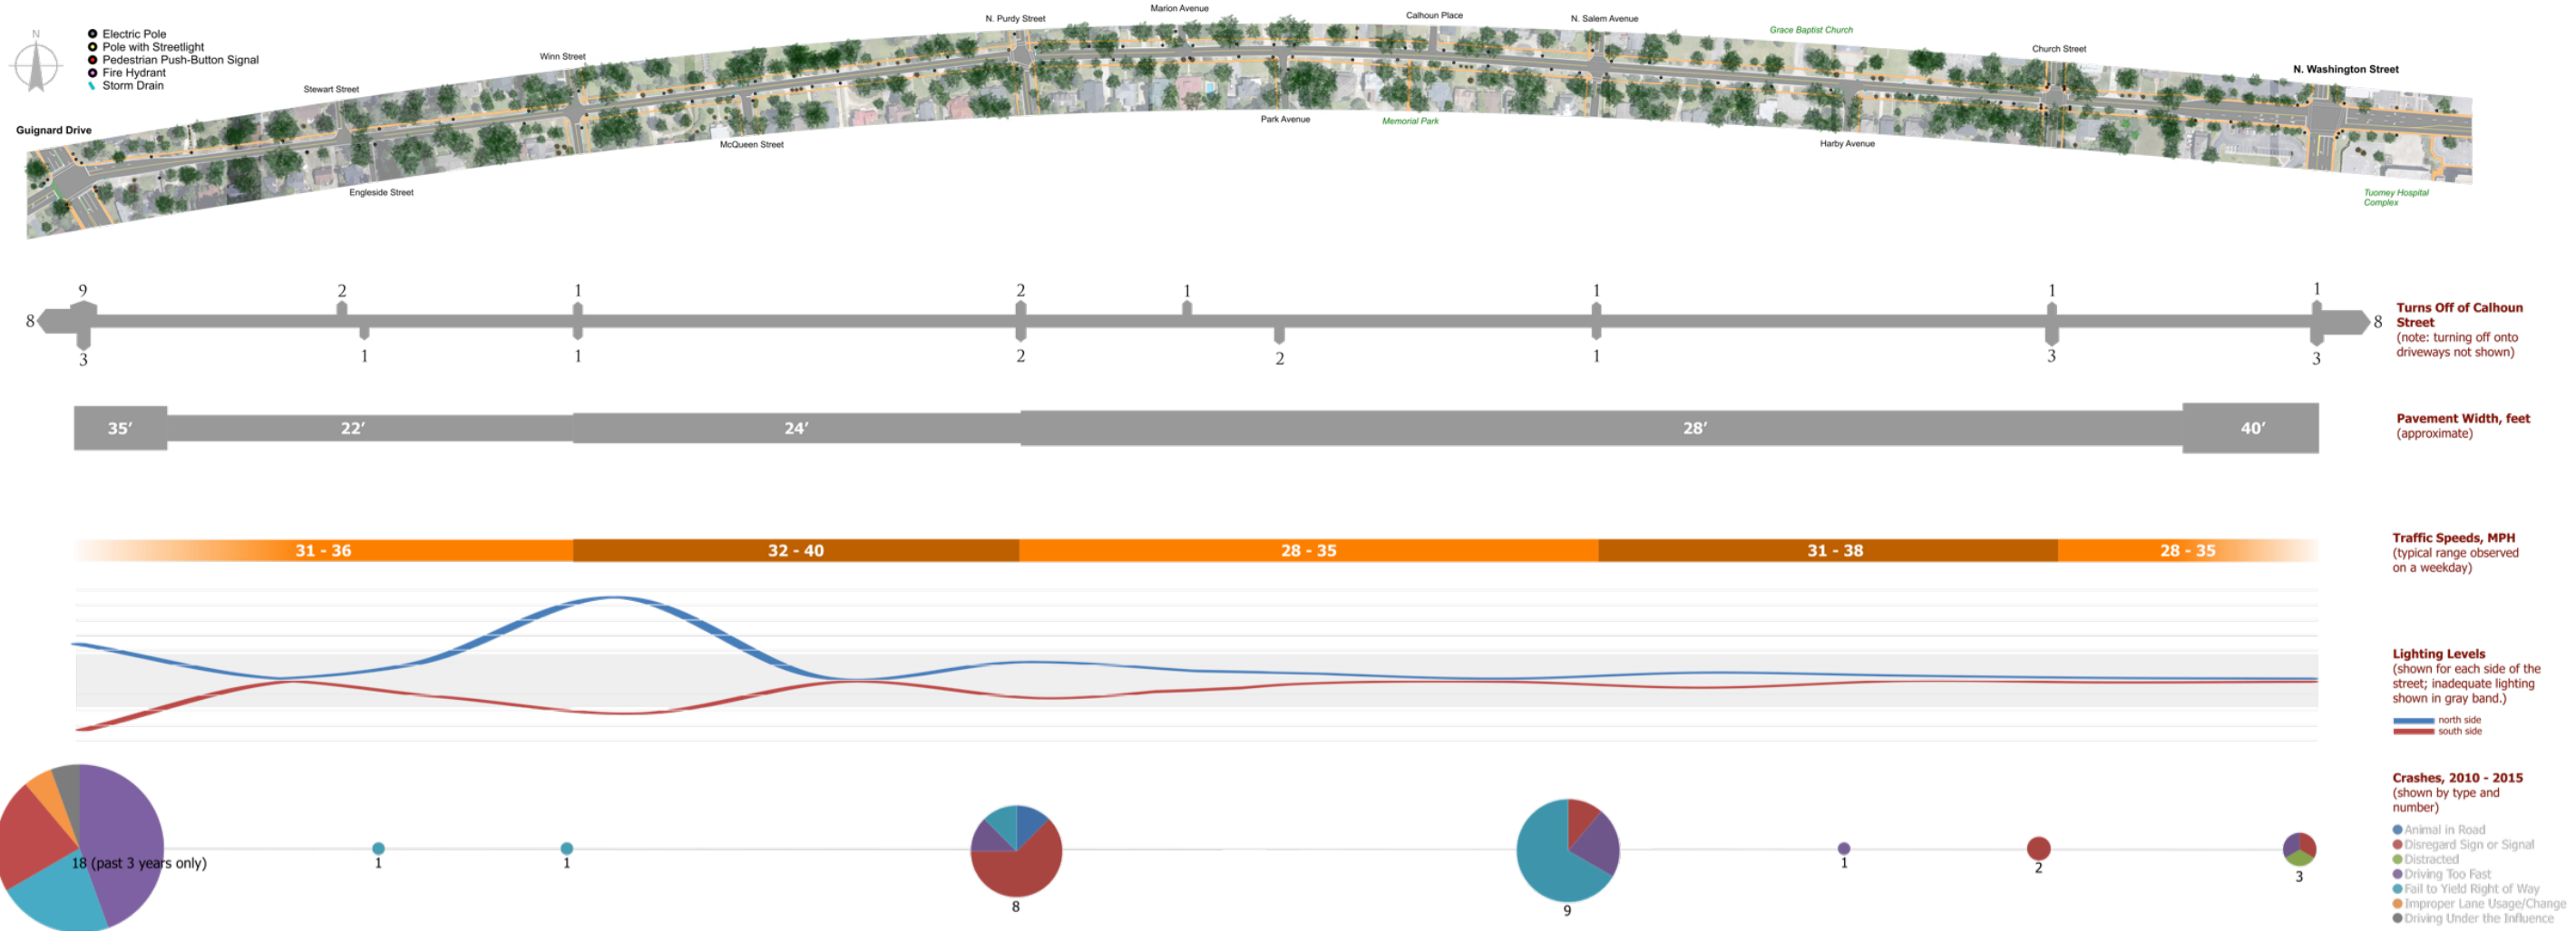 N
Electric Pole
Pole with Streetlight
Pedestrian Push-Button Signal
Fire Hydrant
Storm Drain
Guignard Drive
Stewart Street
Engleside Street
Winn Street
McQueen Street
N. Purdy Street
Marion Avenue
Park Avenue
Calhoun Place
Memorial Park
N. Salem Avenue
Grace Baptist Church
Harby Avenue
Church Street
N. Washington Street
Tuomey Hospital
Complex
9 2 1 2 1 1 1 1
8 8
3 1 1 2 2 1 3 3
Turns Off of Calhoun
Street
(note: turning off onto
driveways not shown)
35’ 22’ 24’ 28’ 40’
Pavement Width, feet
(approximate)
31 - 36 32 - 40 28 - 35 31 - 38 28 - 35
Traffic Speeds, MPH
(typical range observed
on a weekday)
Lighting Levels
(shown for each side of the
street; inadequate lighting
shown in gray band.)
north side
south side
18 (past 3 years only) 1 1 8 9 1 2 3
Crashes, 2010 - 2015
(shown by type and
number)
Animal in Road
Disregard Sign or Signal
Distracted
Driving Too Fast
Fail to Yield Right of Way
Improper Lane Usage/Change
Driving Under the Influence